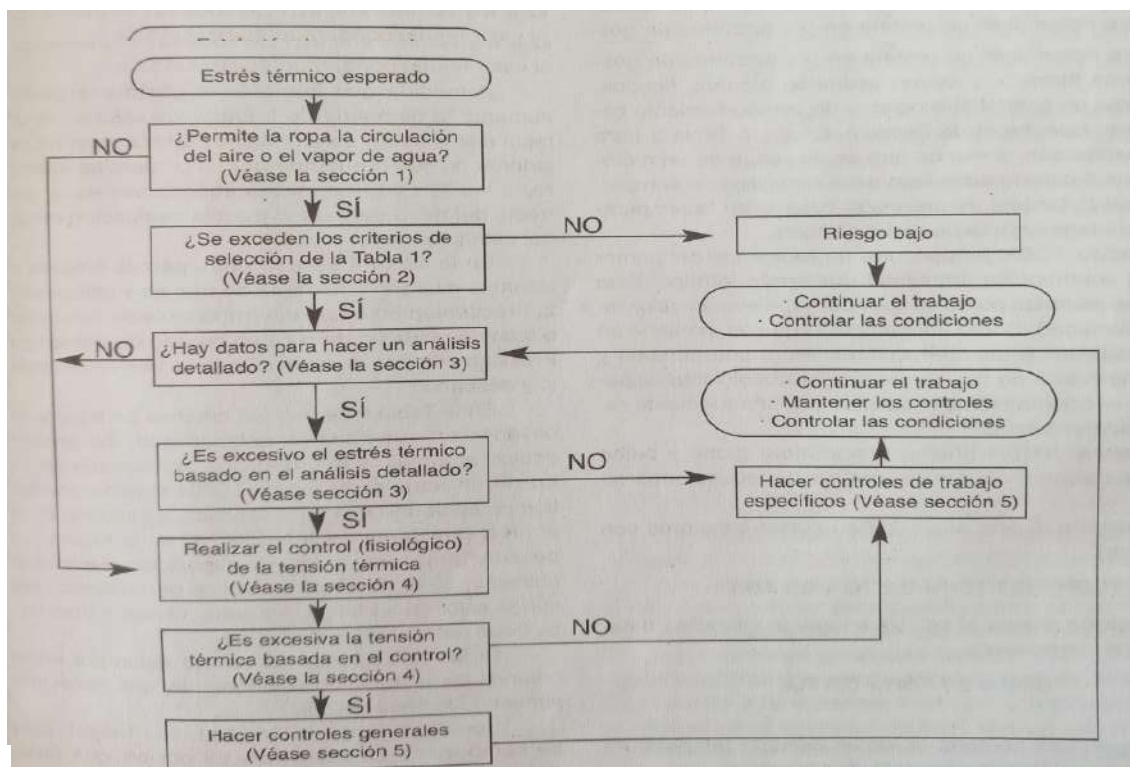 Estrés térmico esperado
NO
¿Permite la ropa la circulación
del aire o el vapor de agua?
(Véase la sección 1)
SÍ
¿Se exceden los criterios de
selección de la Tabla 1?
(Véase la sección 2)
NO
Riesgo bajo
· Continuar el trabajo
· Controlar las condiciones
SÍ
NO
¿Hay datos para hacer un análisis
detallado? (Véase la sección 3)
· Continuar el trabajo
· Mantener los controles
· Controlar las condiciones
SÍ
¿Es excesivo el estrés térmico
basado en el análisis detallado?
(Véase sección 3)
NO
Hacer controles de trabajo
específicos (Véase sección 5)
SÍ
Realizar el control (fisiológico)
de la tensión térmica
(Véase la sección 4)
¿Es excesiva la tensión
térmica basada en el control?
(Véase la sección 4)
NO
SÍ
Hacer controles generales
(Véase sección 5)